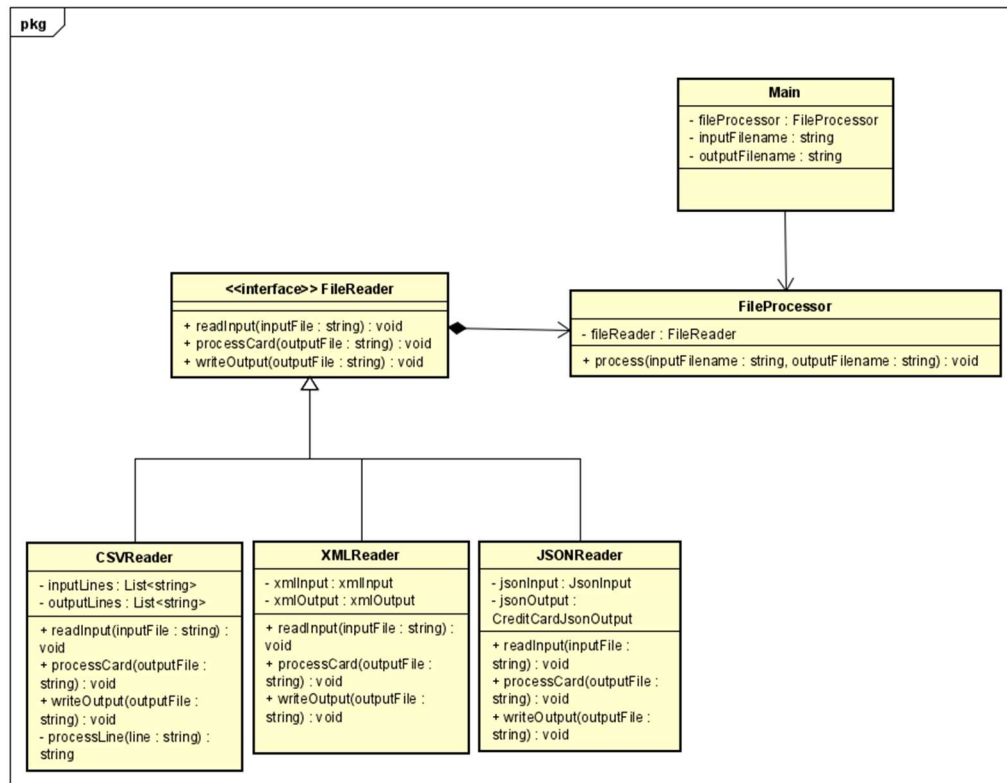 pkg
Main
- fileProcessor : FileProcessor
- inputFilename : string
- outputFilename : string
<<interface>> FileReader
+ readInput(inputFile : string) : void
+ processCard(outputFile : string) : void
+ writeOutput(outputFile : string) : void
FileProcessor
- fileReader : FileReader
+ process(inputFilename : string, outputFilename : string) : void
CSVReader
- inputLines : List<string>
- outputLines : List<string>
+ readInput(inputFile : string) :
void
+ processCard(outputFile :
string) : void
+ writeOutput(outputFile :
string) : void
- processLine(line : string) :
string
XMLReader
- xmlInput : xmlInput
- xmlOutput : xmlOutput
+ readInput(inputFile : string) :
void
+ processCard(outputFile :
string) : void
+ writeOutput(outputFile :
string) : void
JSONReader
- jsonInput : JsonInput
- jsonOutput :
CreditCardJsonOutput
+ readInput(inputFile :
string) : void
+ processCard(outputFile :
string) : void
+ writeOutput(outputFile :
string) : void